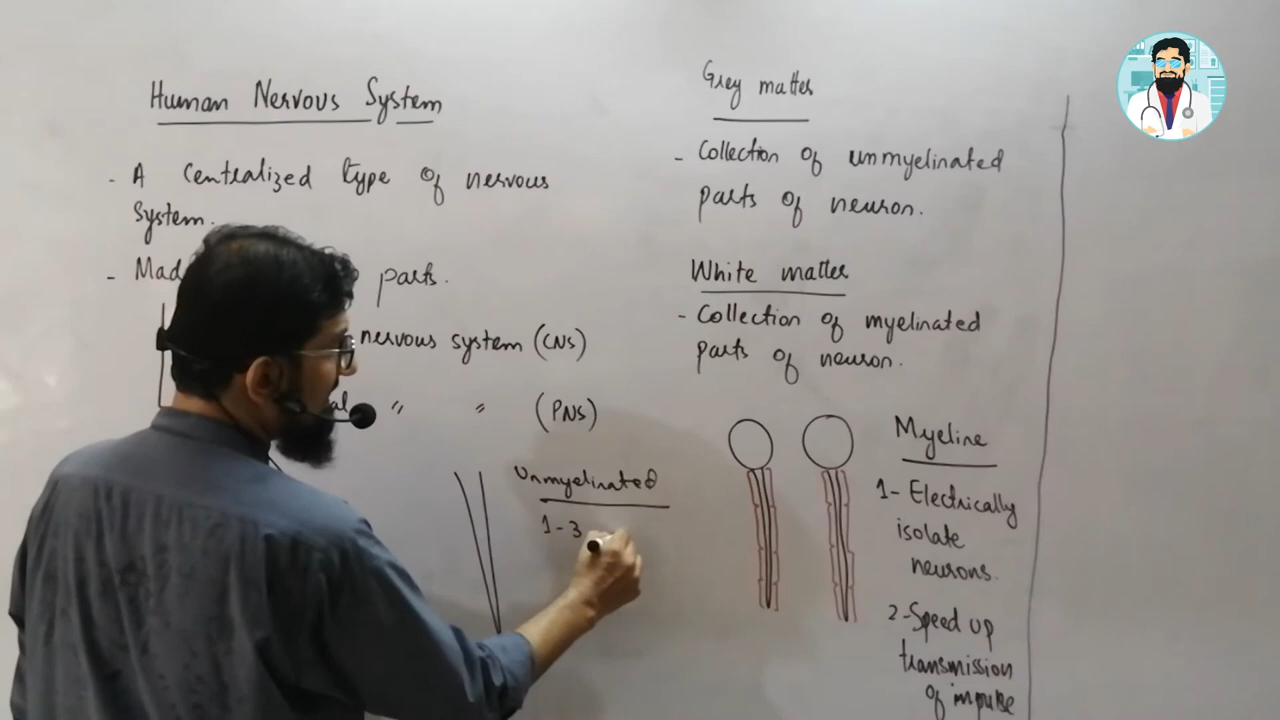 Human Nervous System
- A centralized type of nervous
System.
- Mad parts.
nervous system (CNS)
al " " (PNS)
Unmyelinated
1-3
Grey matter
- Collection of unmyelinated
parts of neuron.
White matter
- Collection of myelinated
parts of neuron.
Myeline
1- Electrically
isolate
neurons.
2- Speed up
transmission
of impulse